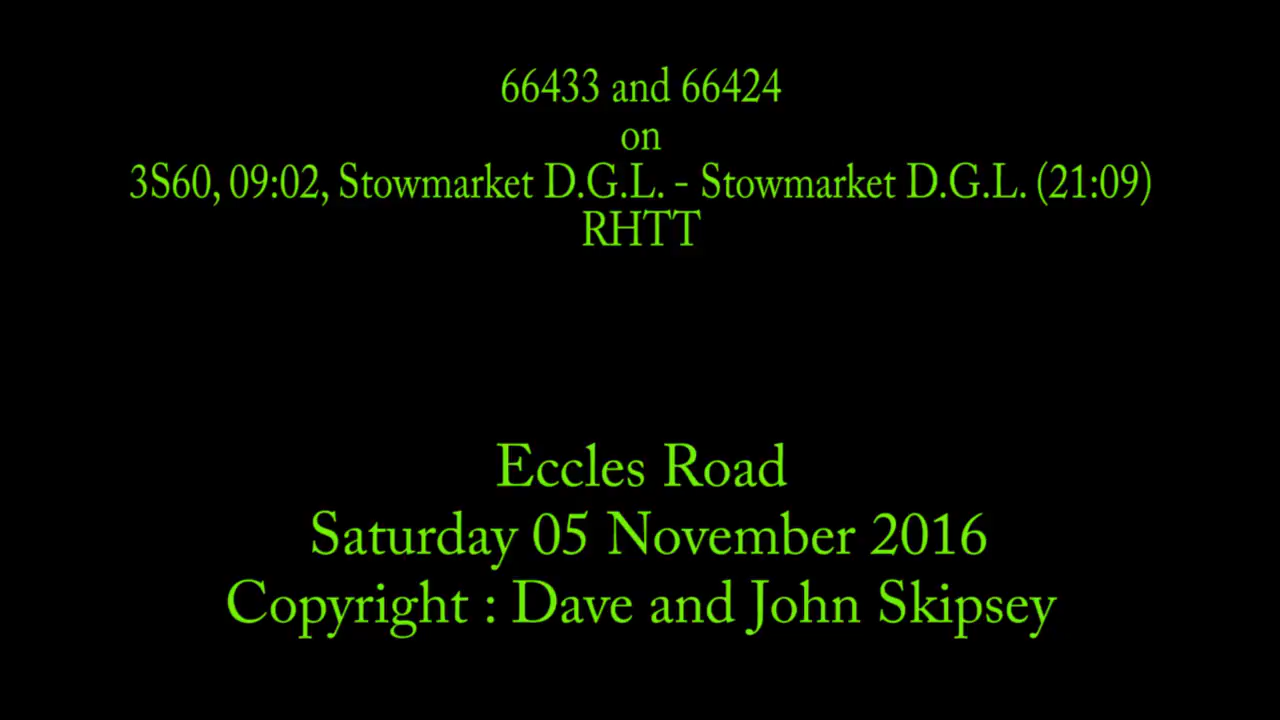 66433 and 66424
on
3S60, 09:02, Stowmarket D.G.L. - Stowmarket D.G.L. (21:09)
RHTT
Eccles Road
Saturday 05 November 2016
Copyright : Dave and John Skipsey